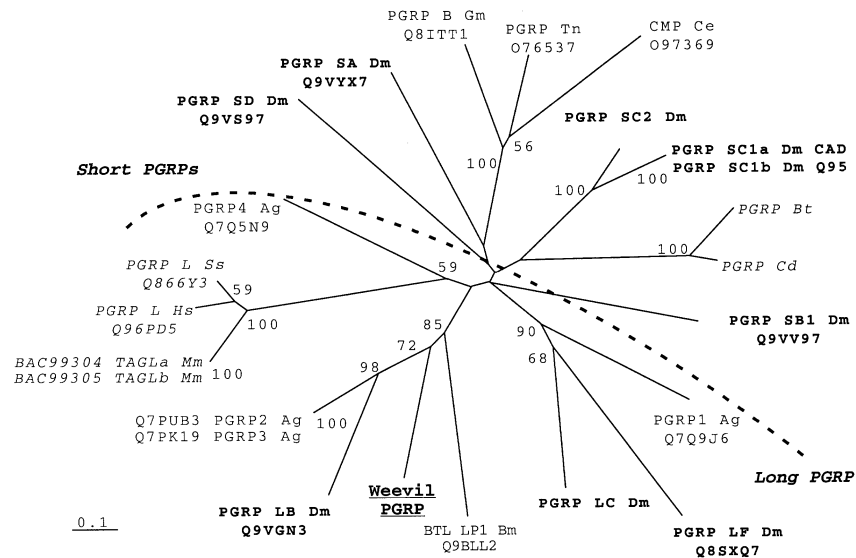 PGRP B Gm
Q8ITT1
PGRP Tn
O76537
CMP Ce
O97369
PGRP SA Dm
Q9VYX7
PGRP SD Dm
Q9VS97
PGRP SC2 Dm
100
56
PGRP SC1a Dm CAD
PGRP SC1b Dm Q95
100
100
Short PGRPs
PGRP4 Ag
Q7Q5N9
PGRP Bt
100
PGRP Cd
PGRP L Ss
Q866Y3
59
59
PGRP L Hs
Q96PD5
100
PGRP SB1 Dm
Q9VV97
85
72
90
68
BAC99304 TAGLa Mm
BAC99305 TAGLb Mm
100
98
Q7PUB3 PGRP2 Ag
Q7PK19 PGRP3 Ag
100
PGRP1 Ag
Q7Q9J6
Long PGRP
Weevil
PGRP
PGRP LC Dm
PGRP LB Dm
Q9VGN3
BTL LP1 Bm
Q9BLL2
PGRP LF Dm
Q8SXQ7
0.1